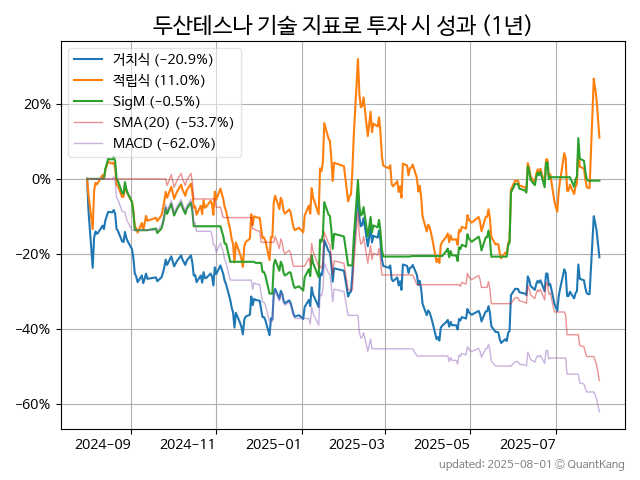 두산테스나 기술 지표로 투자 시 성과 (1년)
거치식 (−20.9%)
적립식 (11.0%)
SigM (−0.5%)
SMA(20) (−53.7%)
MACD (−62.0%)
20%
0%
−20%
−40%
−60%
2024−09 2024−11 2025−01 2025−03 2025−05 2025−07
updated: 2025−08−01 ⓒ QuantKang